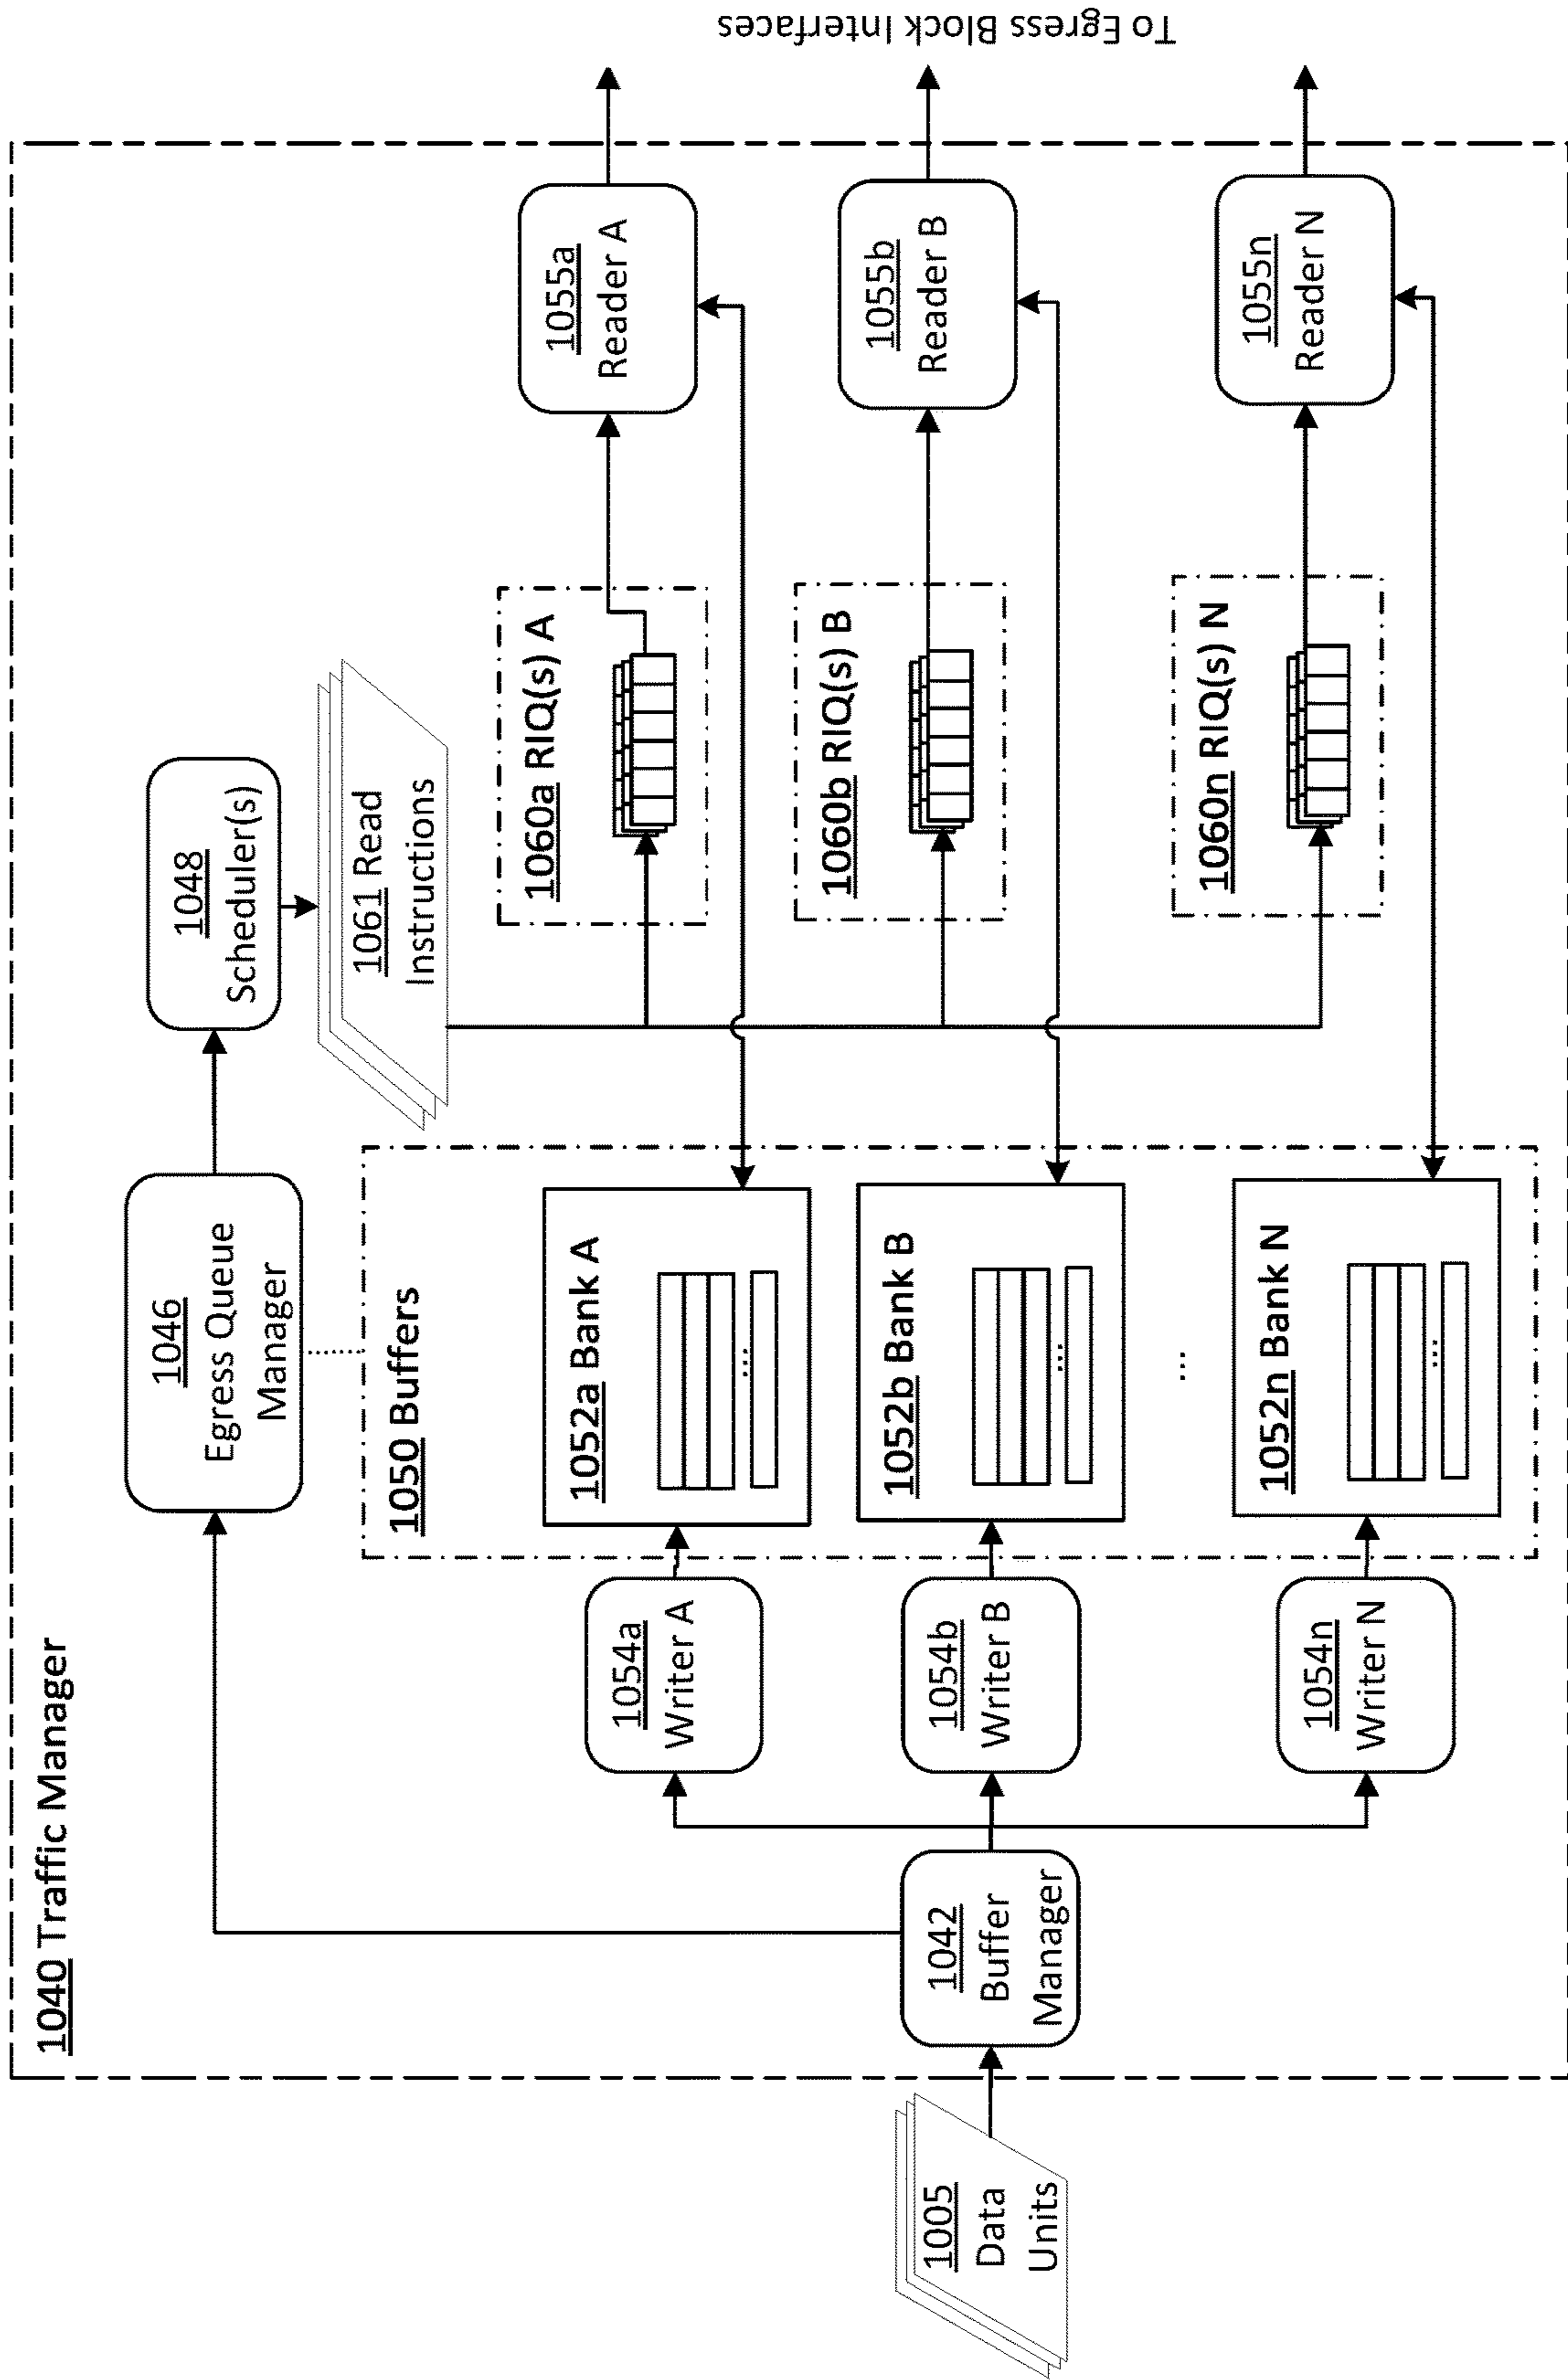 1040 Traffic Manager
1046
Egress Queue
Manager
1048
Scheduler(s)
1061 Read
Instructions
1005
Data
Units
1042
Buffer
Manager
1054a
Writer A
1054b
Writer B
1054n
Writer N
1050 Buffers
1052a Bank A
...
1052b Bank B
...
...
1052n Bank N
...
1060a RIQ(s) A
1060b RIQ(s) B
1060n RIQ(s) N
1055a
Reader A
1055b
Reader B
1055n
Reader N
To Egress Block Interfaces